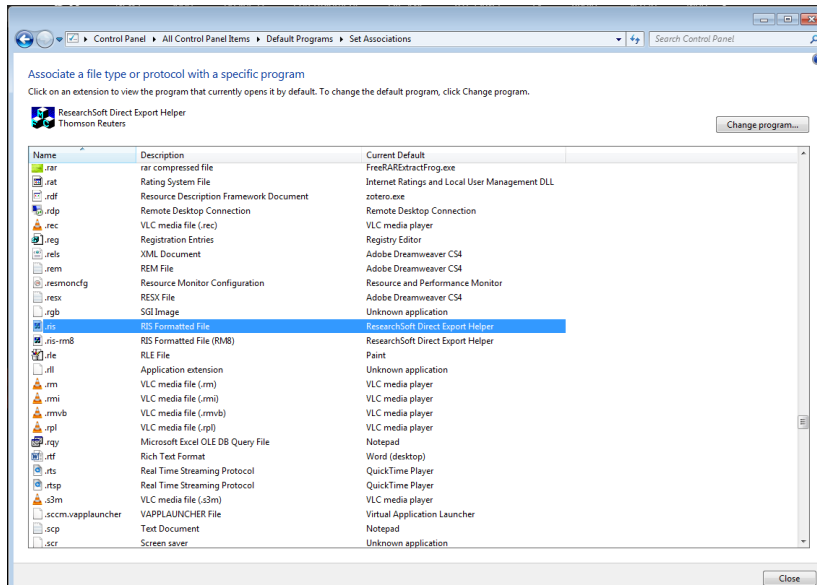 Control Panel ▸ All Control Panel Items ▸ Default Programs ▸ Set Associations
Search Control Panel
Associate a file type or protocol with a specific program
Click on an extension to view the program that currently opens it by default. To change the default program, click Change program.
ResearchSoft Direct Export Helper
Thomson Reuters
Change program...
Name Description Current Default
.rar rar compressed file FreeRARExtractFrog.exe
.rat Rating System File Internet Ratings and Local User Management DLL
.rdf Resource Description Framework Document zotero.exe
.rdp Remote Desktop Connection Remote Desktop Connection
.rec VLC media file (.rec) VLC media player
.reg Registration Entries Registry Editor
.rels XML Document Adobe Dreamweaver CS4
.rem REM File Adobe Dreamweaver CS4
.resmoncfg Resource Monitor Configuration Resource and Performance Monitor
.resx RESX File Adobe Dreamweaver CS4
.rgb SGI Image Unknown application
.ris RIS Formatted File ResearchSoft Direct Export Helper
.ris-rm8 RIS Formatted File (RM8) ResearchSoft Direct Export Helper
.rle RLE File Paint
.rll Application extension Unknown application
.rm VLC media file (.rm) VLC media player
.rmi VLC media file (.rmi) VLC media player
.rmvb VLC media file (.rmvb) VLC media player
.rpl VLC media file (.rpl) VLC media player
.rqy Microsoft Excel OLE DB Query File Notepad
.rtf Rich Text Format Word (desktop)
.rts Real Time Streaming Protocol QuickTime Player
.rtsp Real Time Streaming Protocol QuickTime Player
.s3m VLC media file (.s3m) VLC media player
.sccm.vapplauncher VAPPLAUNCHER File Virtual Application Launcher
.scp Text Document Notepad
.scr Screen saver Unknown application
Close